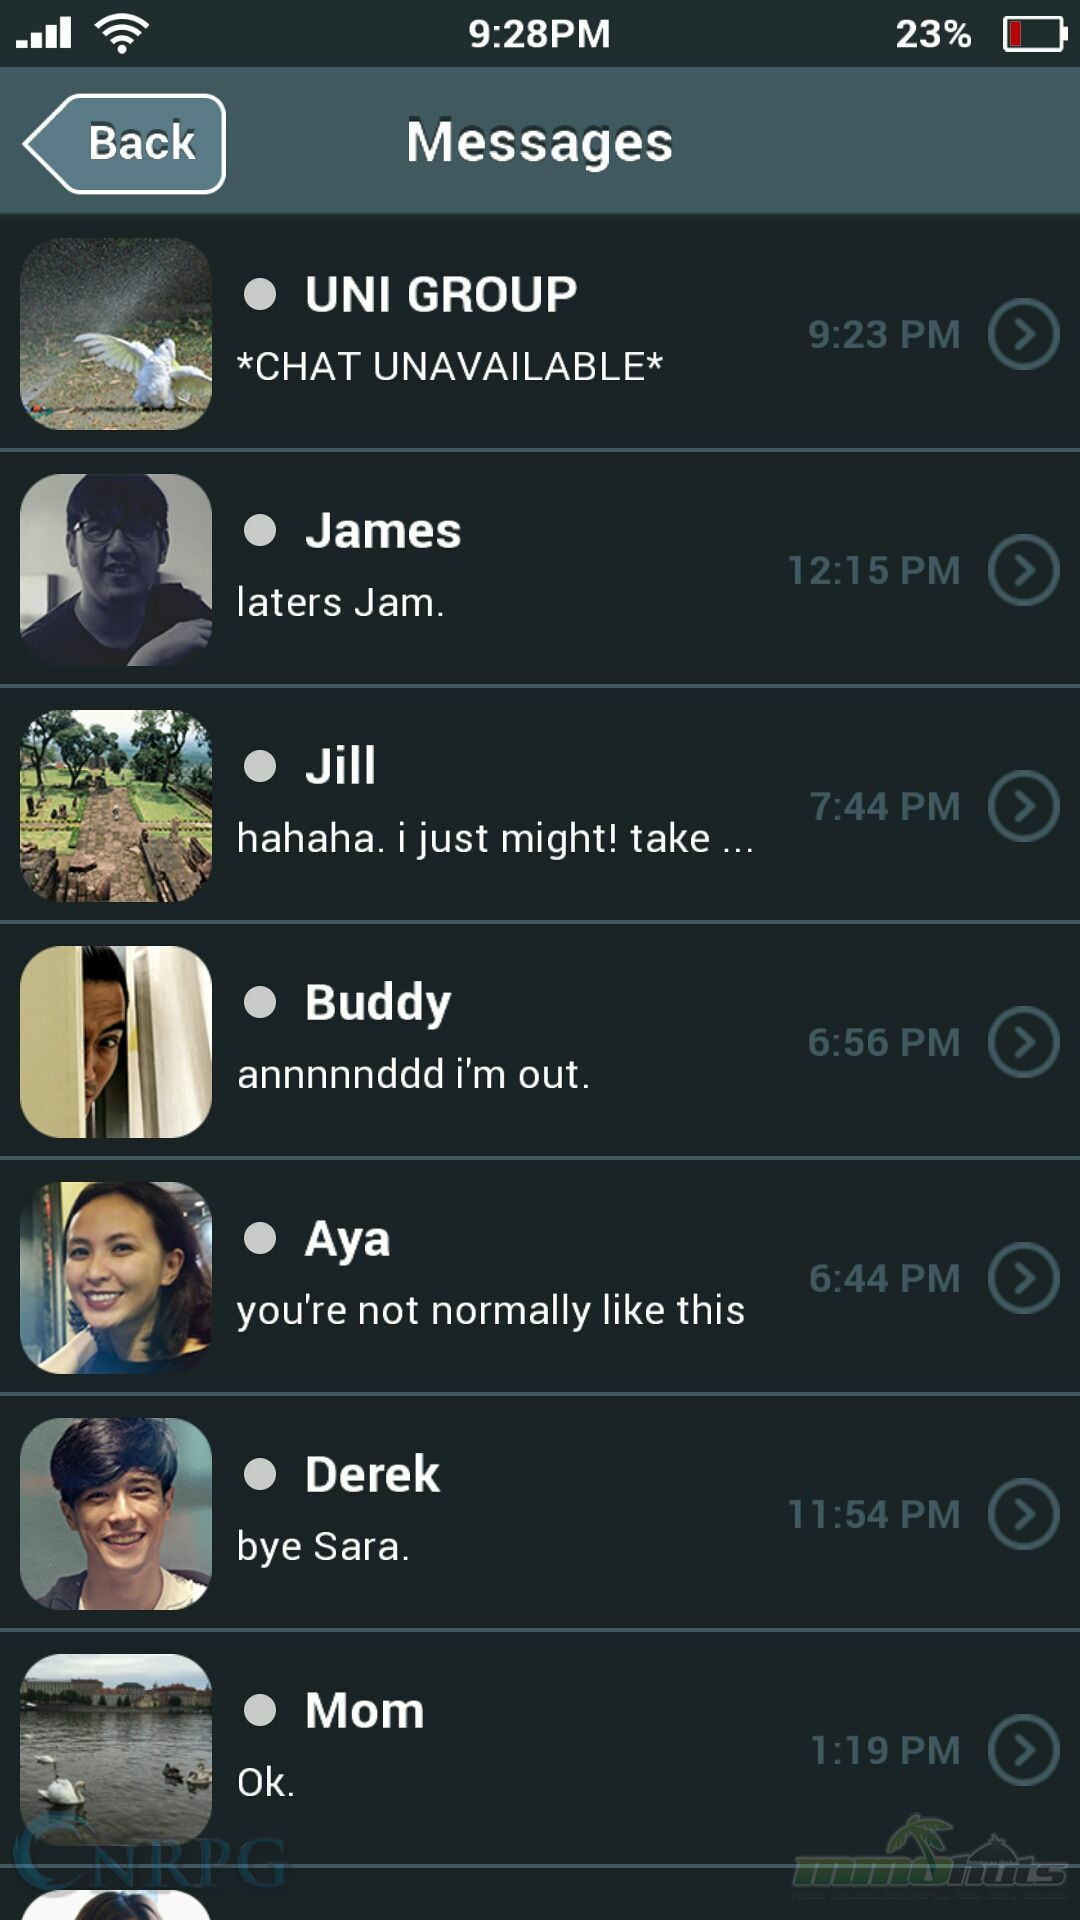 9:28PM 23%
Back Messages
UNI GROUP
*CHAT UNAVAILABLE*
9:23 PM
James
laters Jam.
12:15 PM
Jill
hahaha. i just might! take ...
7:44 PM
Buddy
annnnnddd i'm out.
6:56 PM
Aya
you're not normally like this
6:44 PM
Derek
bye Sara.
11:54 PM
Mom
Ok.
1:19 PM
CNRPG
mmohuts